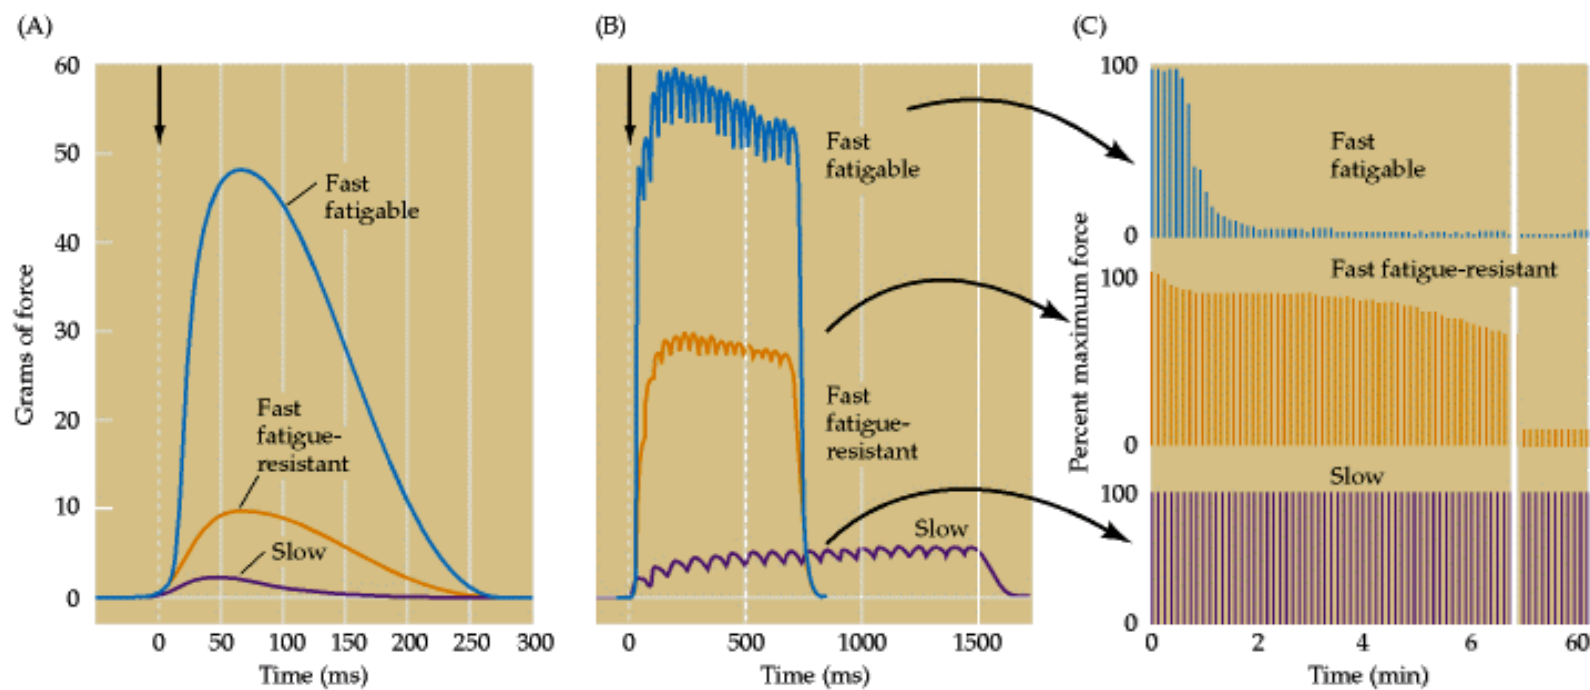 (A)
60
50
40
30
20
10
0
Grams of force
Fast
fatigable
Fast
fatigue-
resistant
Slow
0 50 100 150 200 250 300
Time (ms)
(B)
Fast
fatigable
Fast
fatigue-
resistant
Slow
0 500 1000 1500
Time (ms)
(C)
Percent maximum force
100
Fast
fatigable
0
Fast fatigue-resistant
100
0
Slow
100
0
0 2 4 6 60
Time (min)